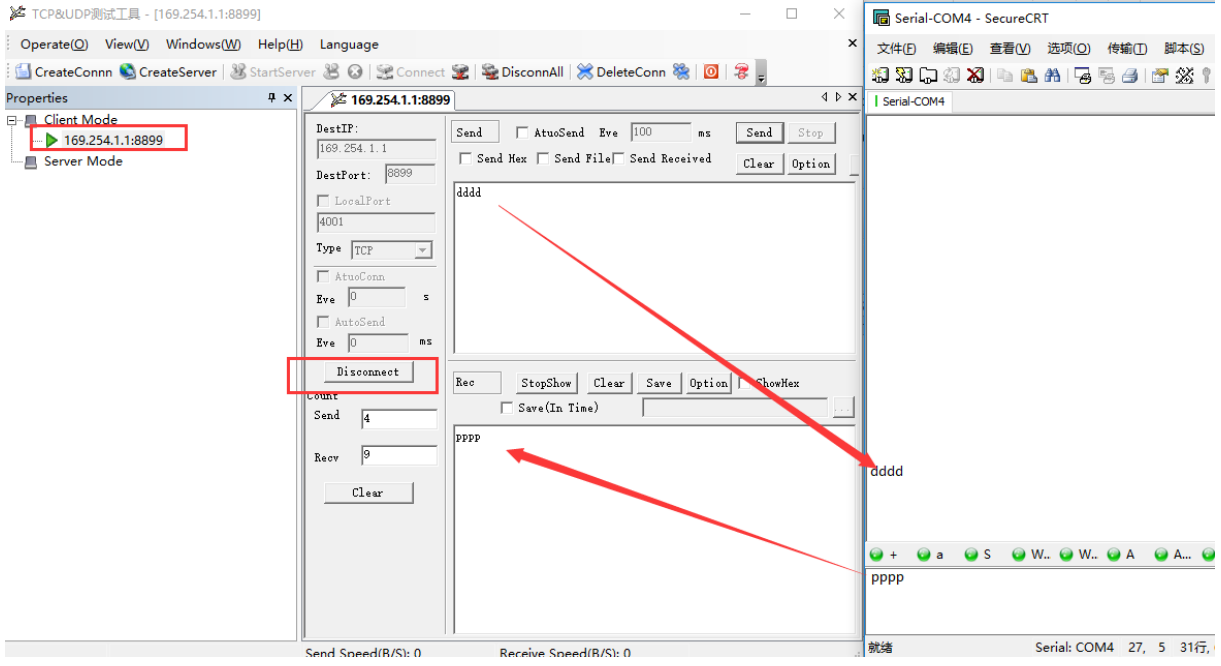 TCP&UDP测试工具 - [169.254.1.1:8899]
Operate(O) View(V) Windows(W) Help(H) Language
CreateConnn CreateServer StartServer Connect DisconnAll DeleteConn
Properties
Client Mode
169.254.1.1:8899
Server Mode
169.254.1.1:8899
DestIP:
169.254.1.1
DestPort: 8899
LocalPort
4001
Type TCP
AtuoConn
Eve 0 s
AutoSend
Eve 0 ms
Disconnect
Count
Send 4
Recv 9
Clear
Send AtuoSend Eve 100 ms Send Stop
Send Hex Send File Send Received Clear Option
dddd
Rec StopShow Clear Save Option ShowHex
Save(In Time) ...
pppp
Send Speed(B/S): 0 Receive Speed(B/S): 0
Serial-COM4 - SecureCRT
文件(F) 编辑(E) 查看(V) 选项(O) 传输(T) 脚本(S)
Serial-COM4
dddd
+ a S W.. W.. A A...
pppp
就绪 Serial: COM4 27, 5 31行,